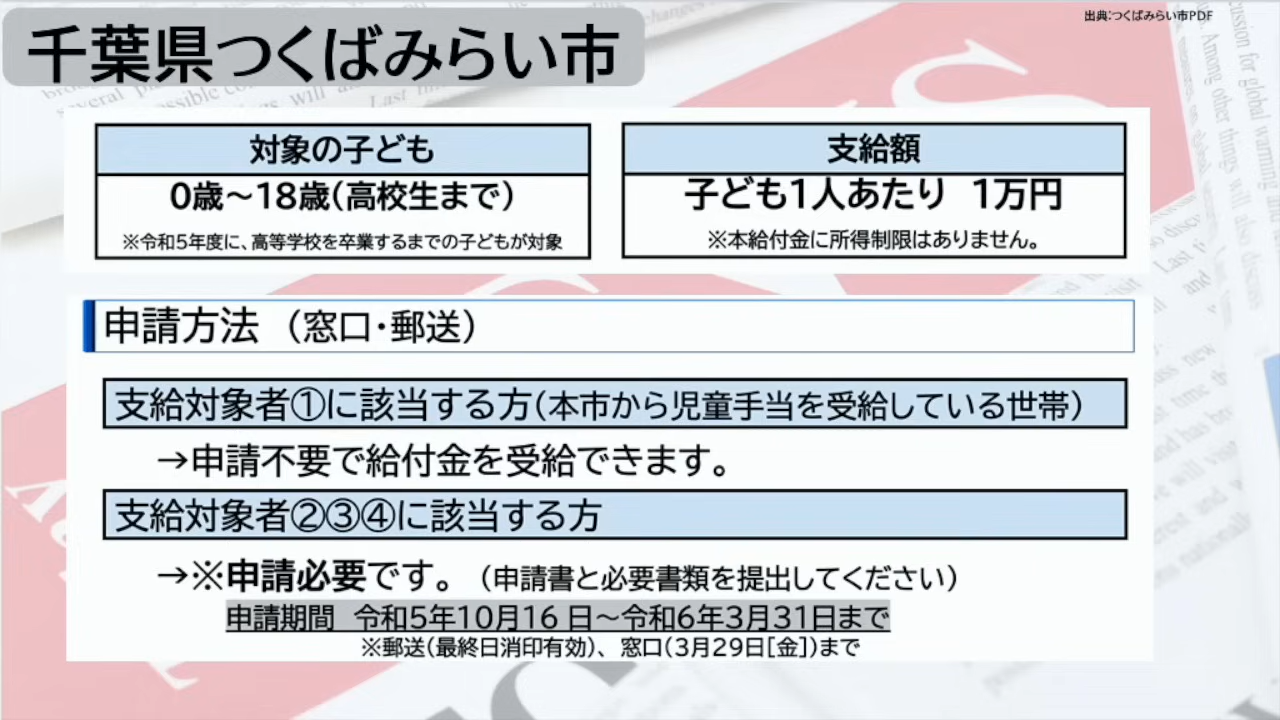 出典:つくばみらい市PDF
千葉県つくばみらい市
対象の子ども
0歳～18歳(高校生まで)
※令和5年度に、高等学校を卒業するまでの子どもが対象
支給額
子ども1人あたり 1万円
※本給付金に所得制限はありません。
申請方法 (窓口・郵送)
支給対象者①に該当する方(本市から児童手当を受給している世帯)
→申請不要で給付金を受給できます。
支給対象者②③④に該当する方
→※申請必要です。(申請書と必要書類を提出してください)
申請期間 令和5年10月16日～令和6年3月31日まで
※郵送(最終日消印有効)、窓口(3月29日[金])まで